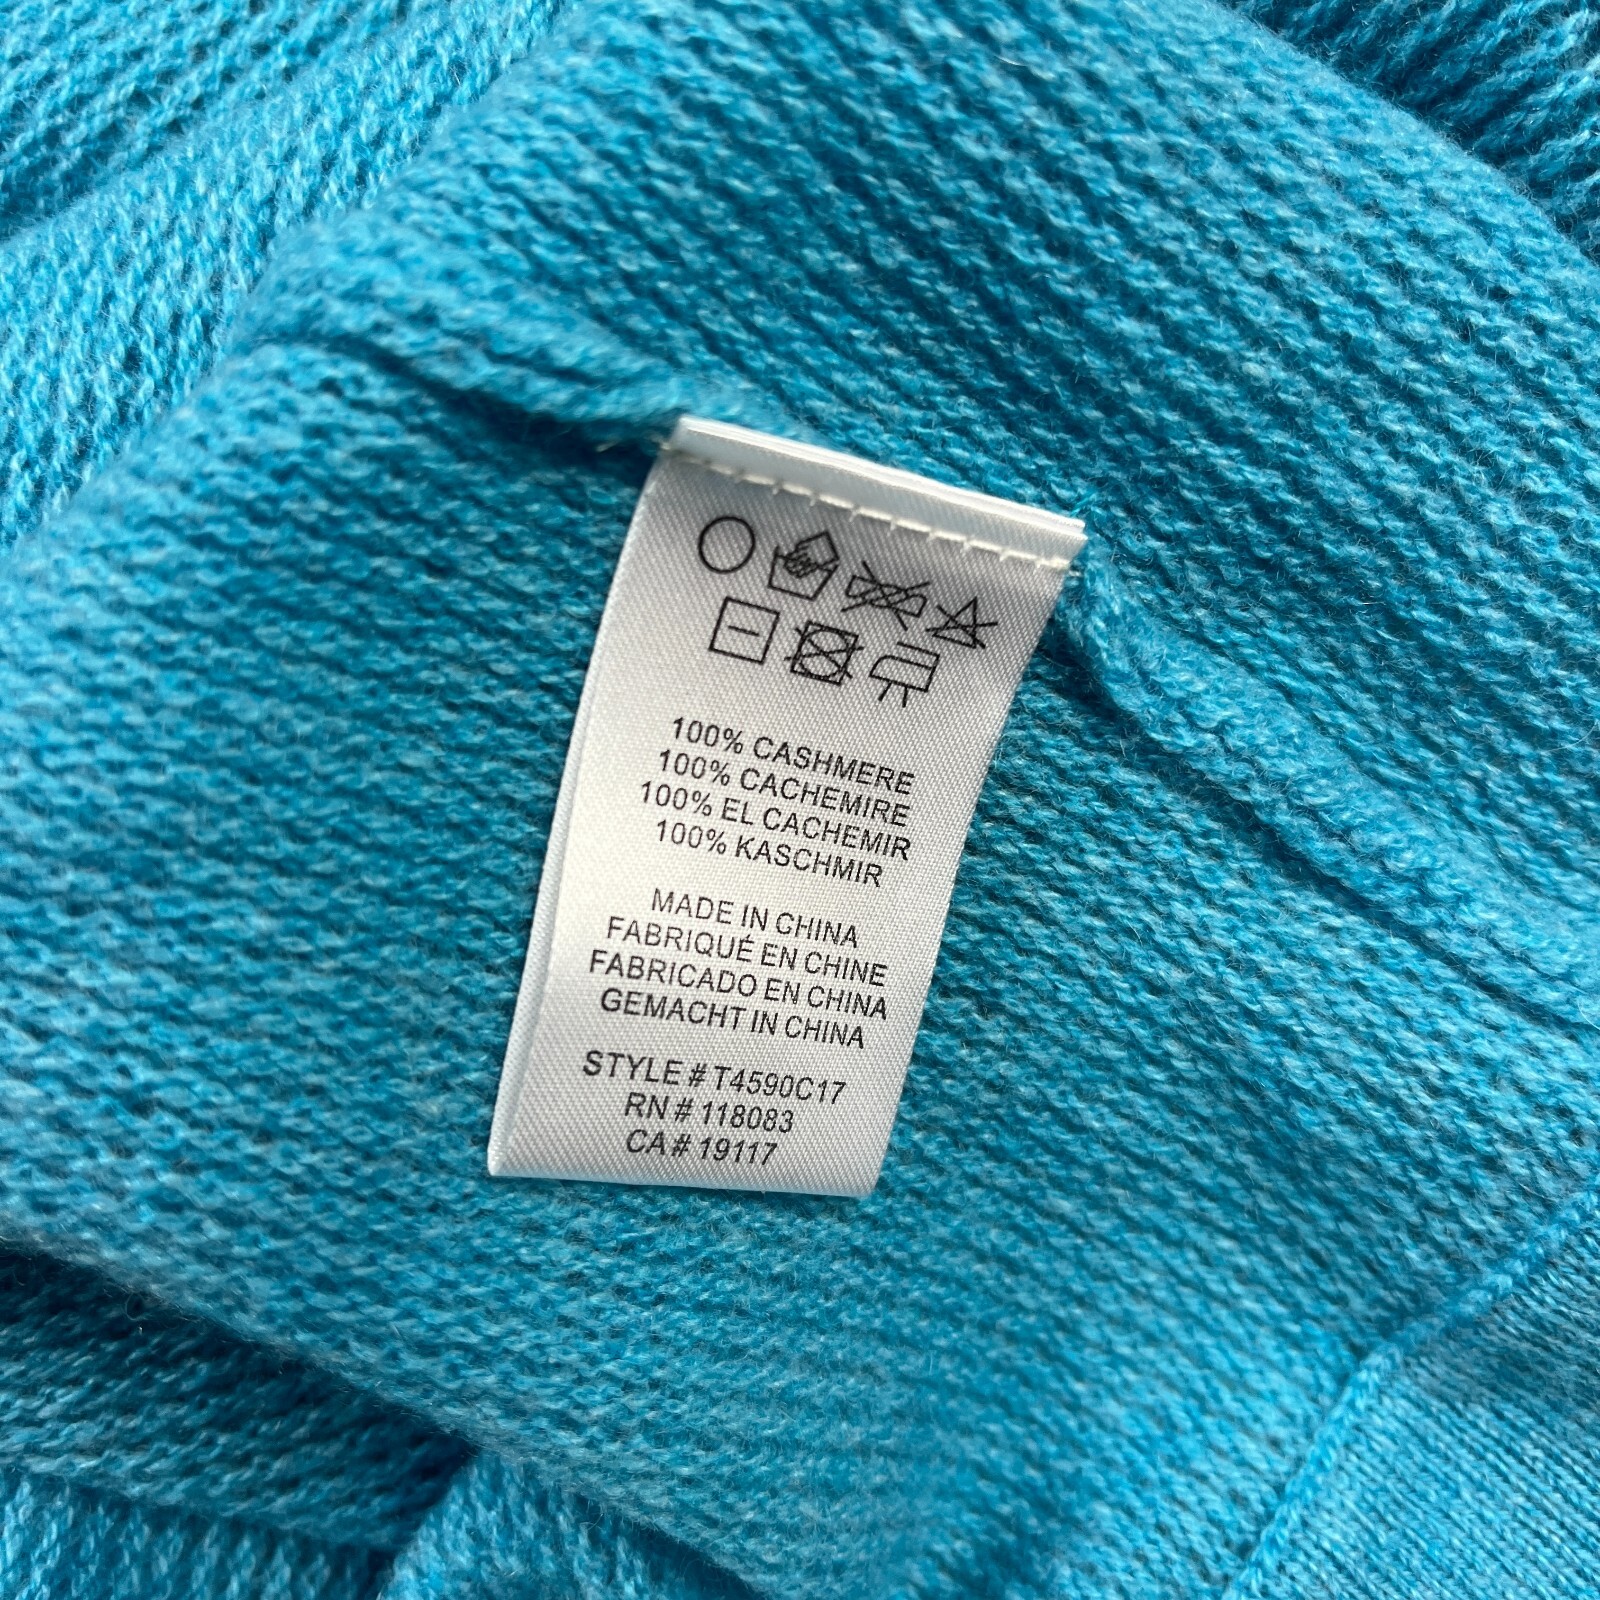 100% CASHMERE
100% CACHEMIRE
100% EL CACHEMIR
100% KASCHMIR
MADE IN CHINA
FABRIQUÉ EN CHINE
FABRICADO EN CHINA
GEMACHT IN CHINA
STYLE # T4590C17
RN # 118083
CA # 19117